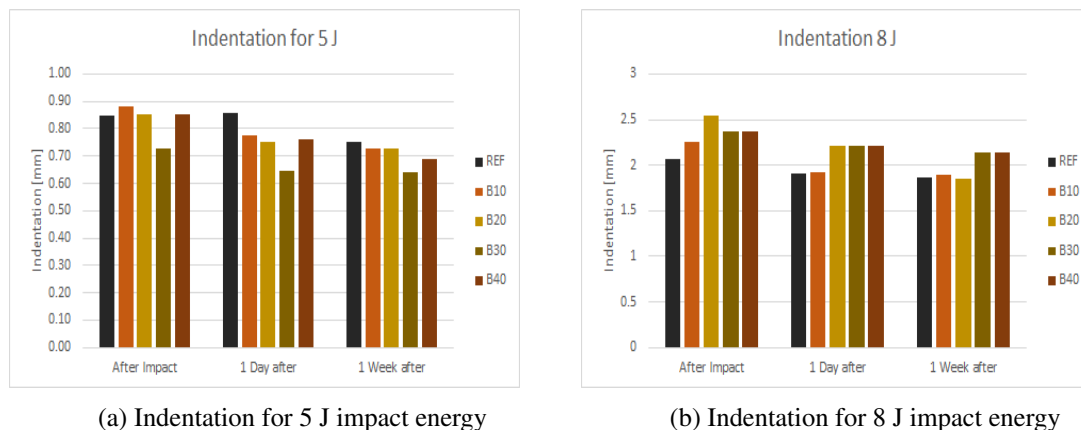 Indentation for 5 J
Indentation [mm]
1.00
0.90
0.80
0.70
0.60
0.50
0.40
0.30
0.20
0.10
0.00
After Impact 1 Day after 1 Week after
REF
B10
B20
B30
B40
(a) Indentation for 5 J impact energy
Indentation 8 J
Indentation [mm]
3
2.5
2
1.5
1
0.5
0
After Impact 1 Day after 1 Week after
REF
B10
B20
B30
B40
(b) Indentation for 8 J impact energy